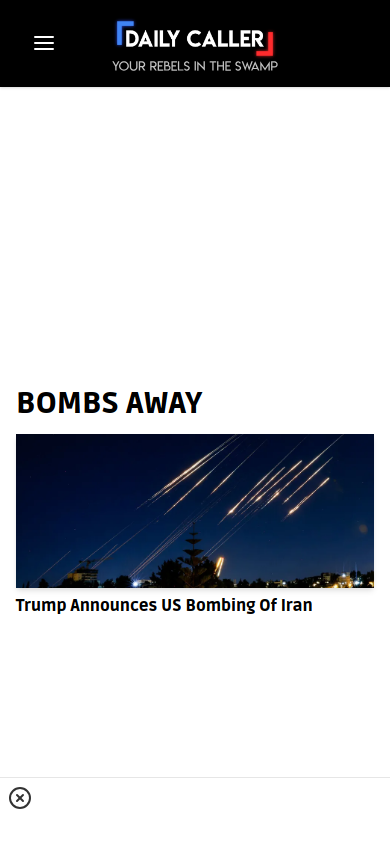 DAILY CALLER
YOUR REBELS IN THE SWAMP
BOMBS AWAY
Trump Announces US Bombing Of Iran